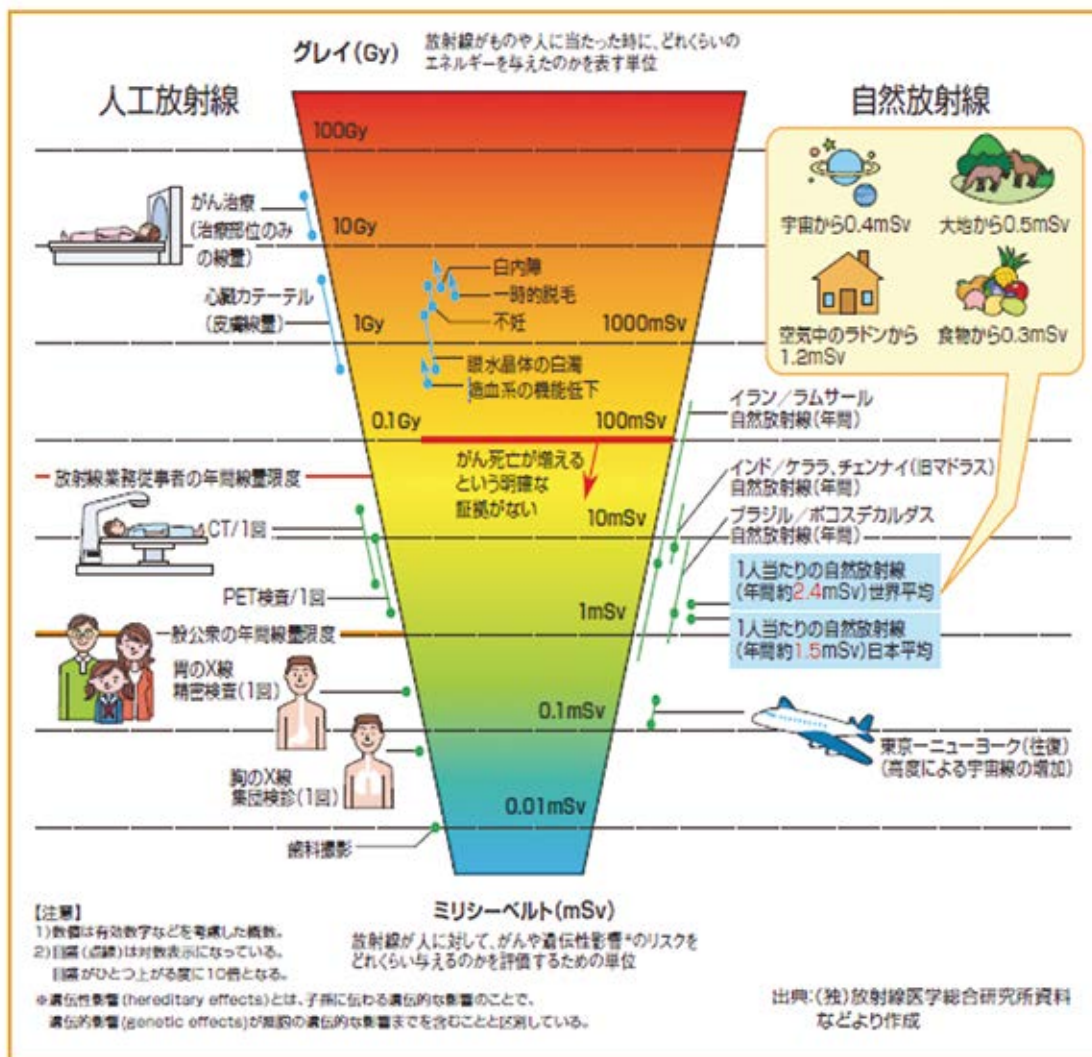 グレイ(Gy)
放射線がものや人に当たった時に、どれくらいの
エネルギーを与えたのかを表す単位
人工放射線
自然放射線
100Gy
10Gy
1Gy
1000mSv
0.1Gy
100mSv
10mSv
1mSv
0.1mSv
0.01mSv
がん治療
(治療部位のみ
の線量)
心臓カテーテル
(皮膚線量)
白内障
一時的脱毛
不妊
眼水晶体の白濁
造血系の機能低下
がん死亡が増える
という明確な
証拠がない
放射線業務従事者の年間線量限度
CT/1回
PET検査/1回
一般公衆の年間線量限度
胃のX線
精密検査(1回)
胸のX線
集団検診(1回)
歯科撮影
宇宙から0.4mSv
大地から0.5mSv
空気中のラドンから
1.2mSv
食物から0.3mSv
イラン/ラムサール
自然放射線(年間)
インド/ケララ、チェンナイ(旧マドラス)
自然放射線(年間)
ブラジル/ポコスデカルダス
自然放射線(年間)
1人当たりの自然放射線
(年間約2.4mSv)世界平均
1人当たりの自然放射線
(年間約1.5mSv)日本平均
東京ーニューヨーク(往復)
(高度による宇宙線の増加)
ミリシーベルト(mSv)
放射線が人に対して、がんや遺伝性影響*のリスクを
どれくらい与えるのかを評価するための単位
【注意】
1)数値は有効数字などを考慮した概数。
2)目盛(点線)は対数表示になっている。
目盛がひとつ上がる度に10倍となる。
※遺伝性影響(hereditary effects)とは、子孫に伝わる遺伝的な影響のことで、
遺伝的影響(genetic effects)が細胞の遺伝的な影響までを含むことと区別している。
出典:(独)放射線医学総合研究所資料
などより作成